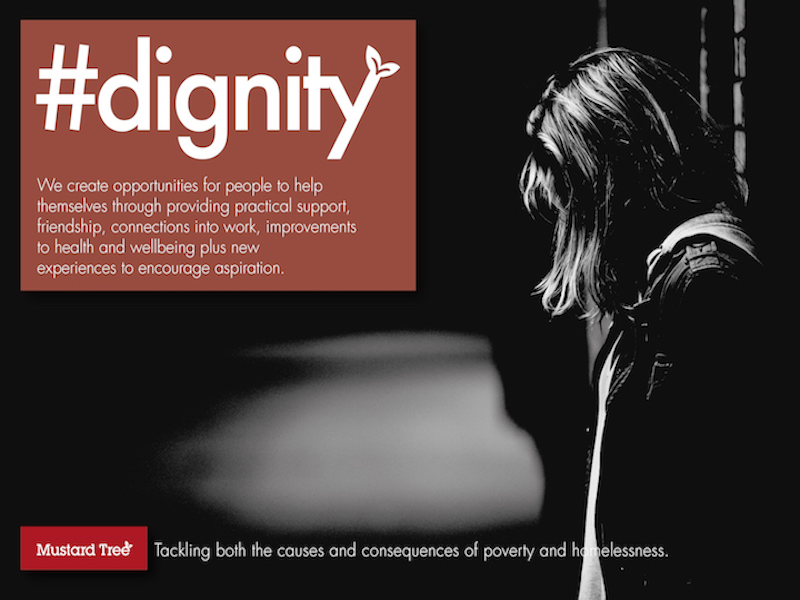 #dignity
We create opportunities for people to help
themselves through providing practical support,
friendship, connections into work, improvements
to health and wellbeing plus new
experiences to encourage aspiration.
Mustard Tree
Tackling both the causes and consequences of poverty and homelessness.